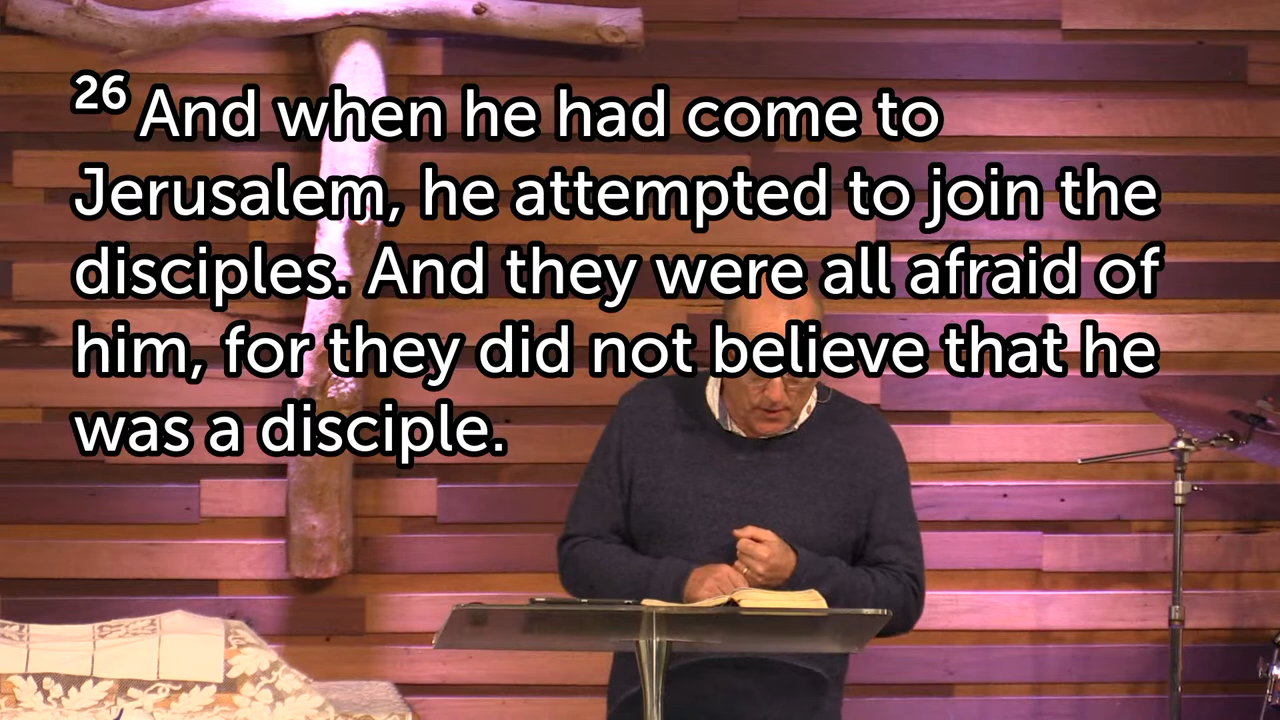 26 And when he had come to
Jerusalem, he attempted to join the
disciples. And they were all afraid of
him, for they did not believe that he
was a disciple.